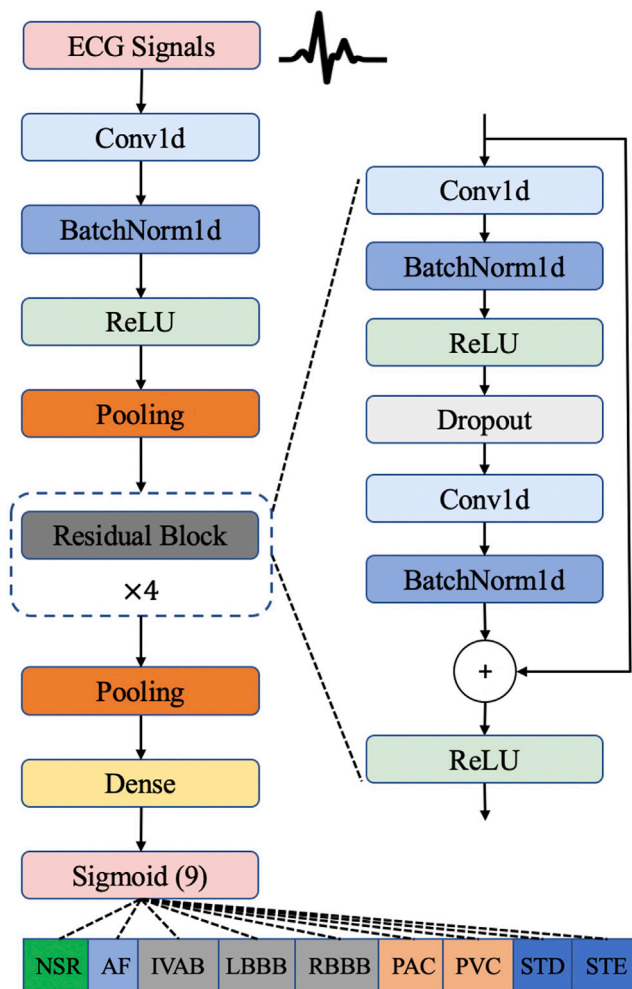 ECG Signals
Conv1d
BatchNorm1d
ReLU
Pooling
Residual Block
×4
Pooling
Dense
Sigmoid (9)
NSR AF IVAB LBBB RBBB PAC PVC STD STE
Conv1d
BatchNorm1d
ReLU
Dropout
Conv1d
BatchNorm1d
+
ReLU